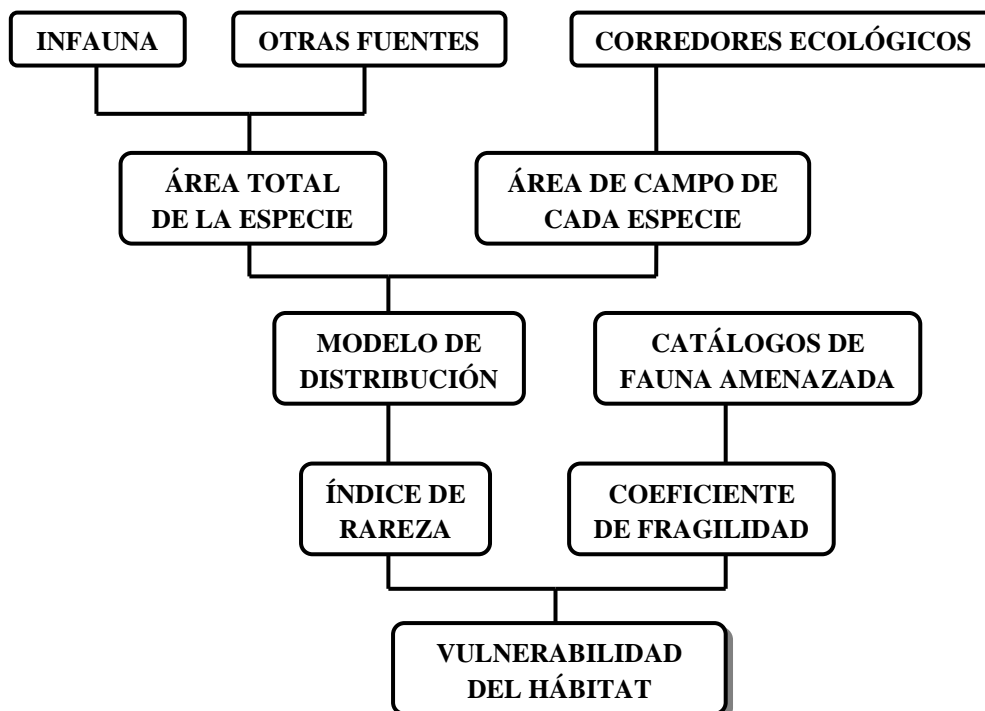 INFAUNA
OTRAS FUENTES
CORREDORES ECOLÓGICOS
ÁREA TOTAL
DE LA ESPECIE
ÁREA DE CAMPO DE
CADA ESPECIE
MODELO DE
DISTRIBUCIÓN
CATÁLOGOS DE
FAUNA AMENAZADA
ÍNDICE DE
RAREZA
COEFICIENTE
DE FRAGILIDAD
VULNERABILIDAD
DEL HÁBITAT